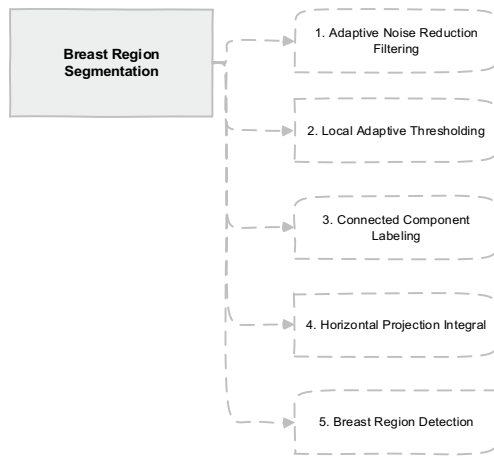 Breast Region
Segmentation
1. Adaptive Noise Reduction
Filtering
2. Local Adaptive Thresholding
3. Connected Component
Labeling
4. Horizontal Projection Integral
5. Breast Region Detection